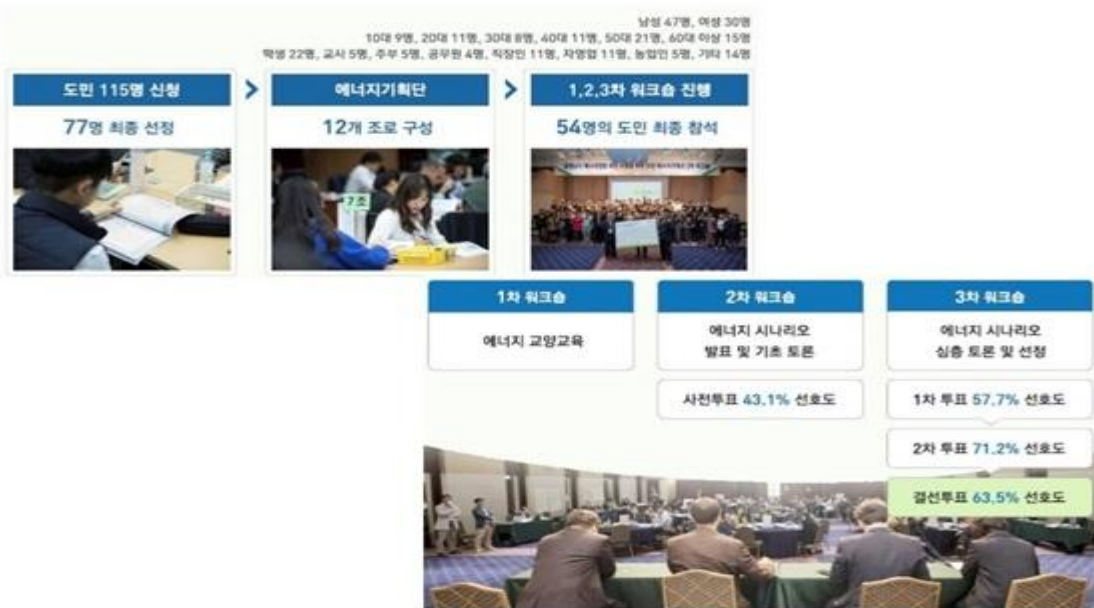 남성 47명, 여성 30명
10대 9명, 20대 11명, 30대 8명, 40대 11명, 50대 21명, 60대 이상 15명
학생 22명, 교사 5명, 주부 5명, 공무원 4명, 직장인 11명, 자영업 11명, 농업인 5명, 기타 14명
도민 115명 신청
77명 최종 선정
에너지기획단
12개 조로 구성
7조
1,2,3차 워크숍 진행
54명의 도민 최종 참석
1차 워크숍
에너지 교양교육
2차 워크숍
에너지 시나리오
발표 및 기초 토론
사전투표 43.1% 선호도
3차 워크숍
에너지 시나리오
심층 토론 및 선정
1차 투표 57.7% 선호도
2차 투표 71.2% 선호도
결선투표 63.5% 선호도